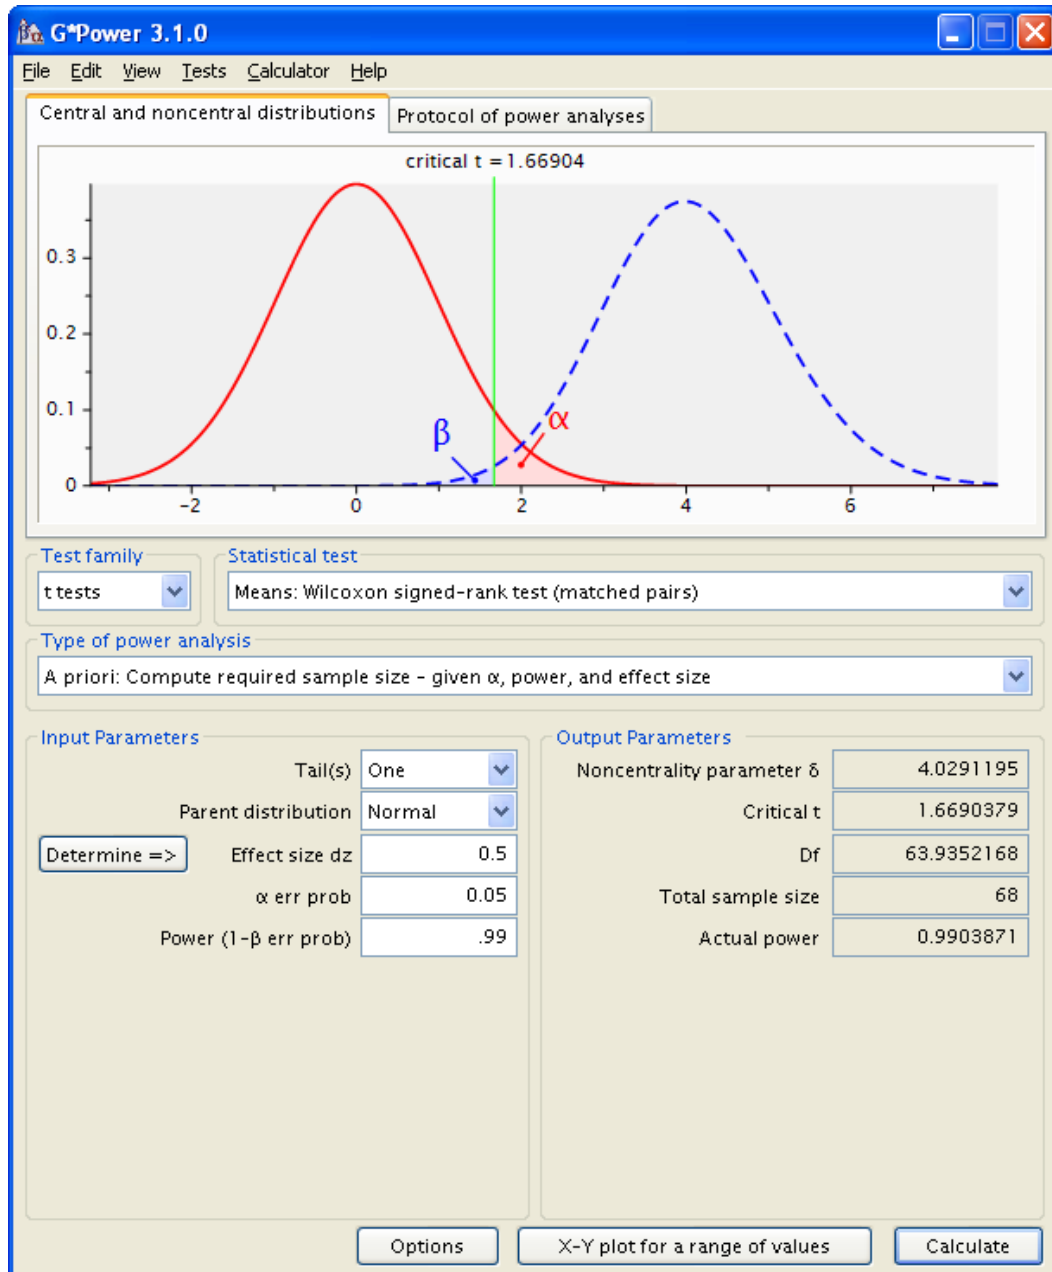 G*Power 3.1.0
File Edit View Tests Calculator Help
Central and noncentral distributions Protocol of power analyses
critical t = 1.66904
0.3
0.2
0.1
0
β α
-2 0 2 4 6
Test family Statistical test
t tests Means: Wilcoxon signed-rank test (matched pairs)
Type of power analysis
A priori: Compute required sample size - given α, power, and effect size
Input Parameters Output Parameters
Tail(s) One Noncentrality parameter δ 4.0291195
Parent distribution Normal Critical t 1.6690379
Determine => Effect size dz 0.5 Df 63.9352168
α err prob 0.05 Total sample size 68
Power (1-β err prob) .99 Actual power 0.9903871
Options X-Y plot for a range of values Calculate